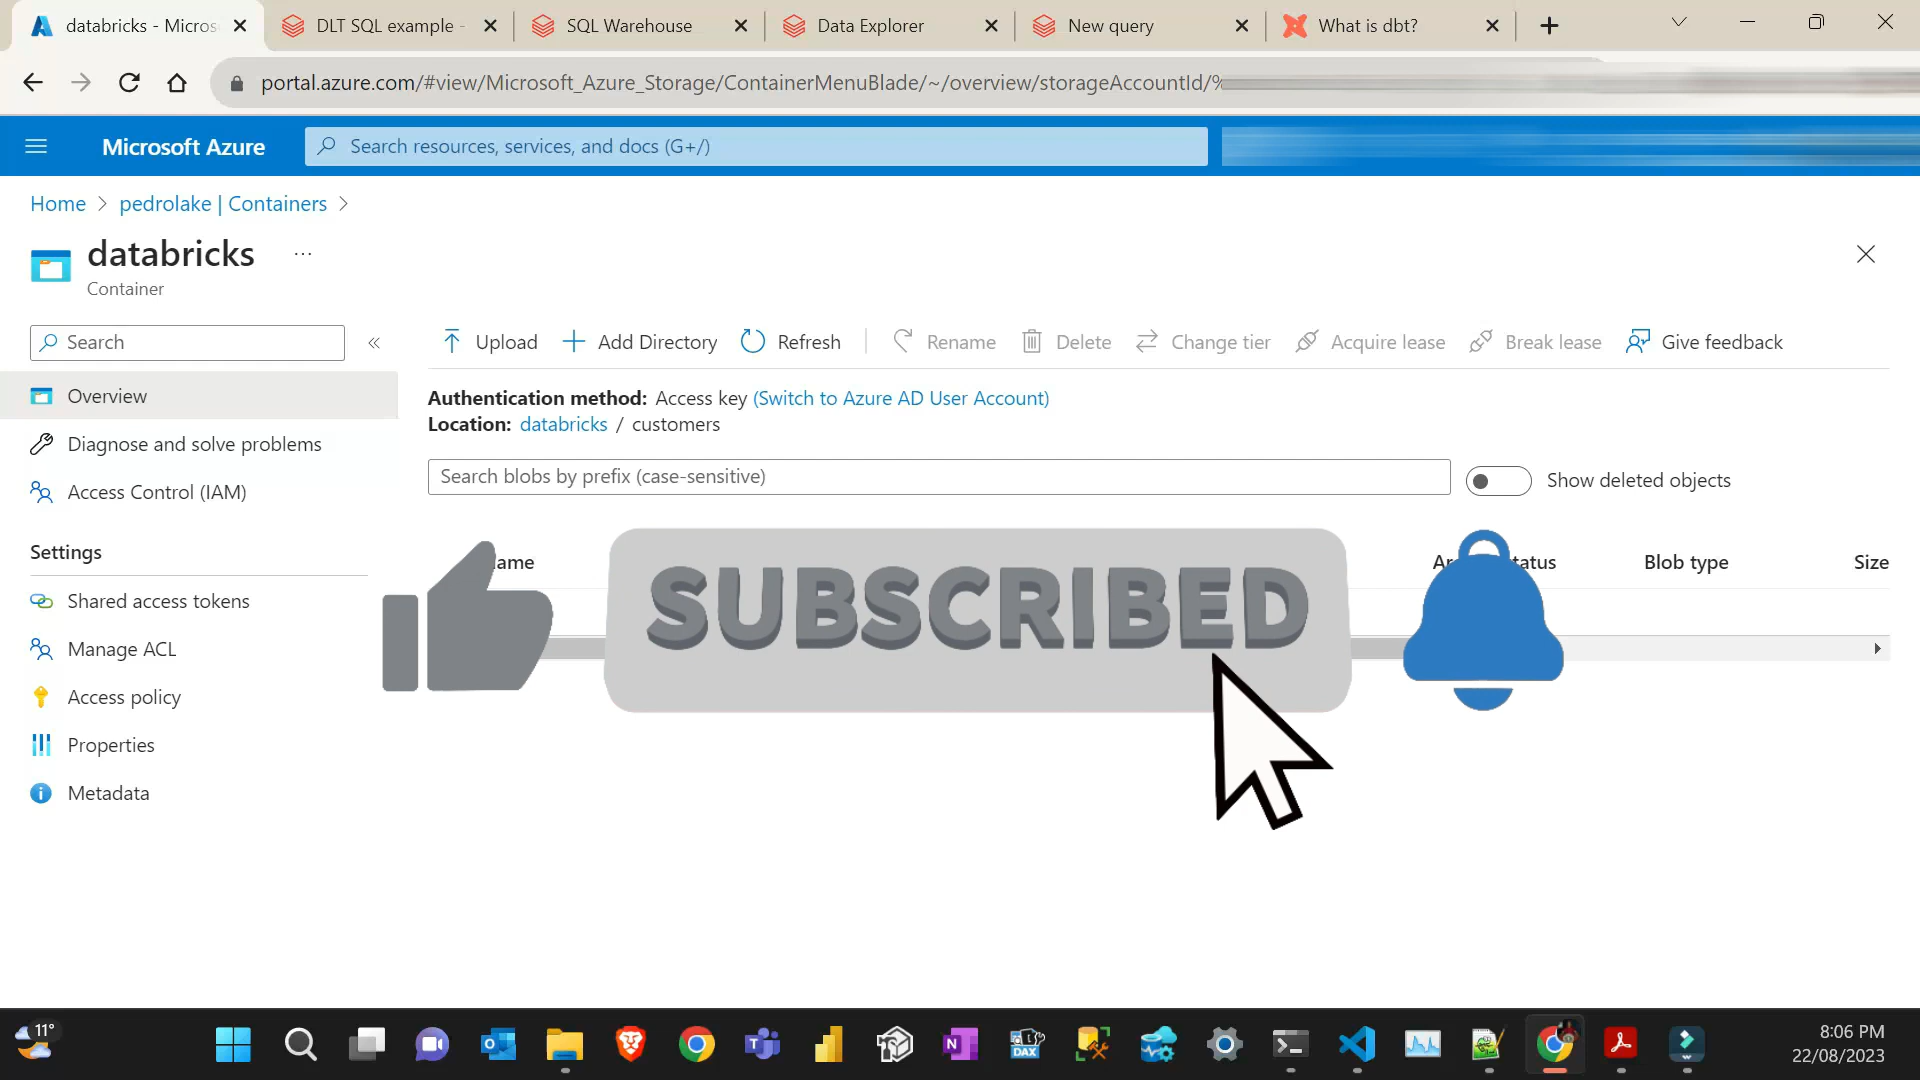 databricks - Micros
DLT SQL example -
SQL Warehouse
Data Explorer
New query
What is dbt?
portal.azure.com/#view/Microsoft_Azure_Storage/ContainerMenuBlade/~/overview/storageAccountId/%
Microsoft Azure
Search resources, services, and docs (G+/)
Home > pedrolake | Containers >
databricks ...
Container
Search
«
Upload
Add Directory
Refresh
Rename
Delete
Change tier
Acquire lease
Break lease
Give feedback
Overview
Diagnose and solve problems
Access Control (IAM)
Settings
Shared access tokens
Manage ACL
Access policy
Properties
Metadata
Authentication method: Access key (Switch to Azure AD User Account)
Location: databricks / customers
Search blobs by prefix (case-sensitive)
Show deleted objects
ame
Ar tatus
Blob type
Size
SUBSCRIBED
11°
DAX
8:06 PM
22/08/2023